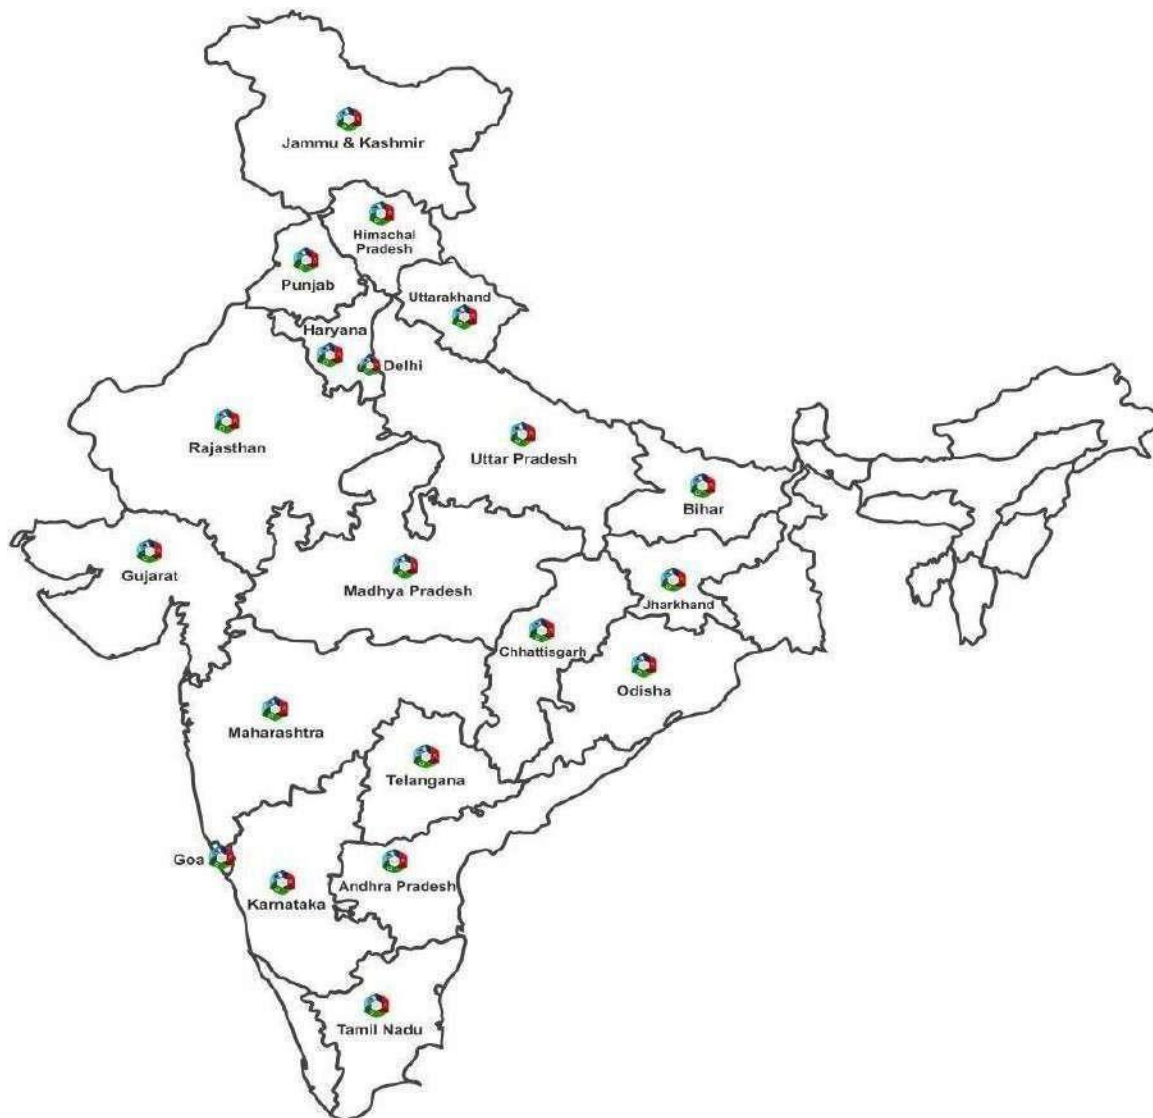 Jammu & Kashmir
Himachal
Pradesh
Punjab
Uttarakhand
Haryana
Delhi
Rajasthan
Uttar Pradesh
Bihar
Gujarat
Madhya Pradesh
Jharkhand
Chhattisgarh
Odisha
Maharashtra
Telangana
Goa
Andhra Pradesh
Karnataka
Tamil Nadu